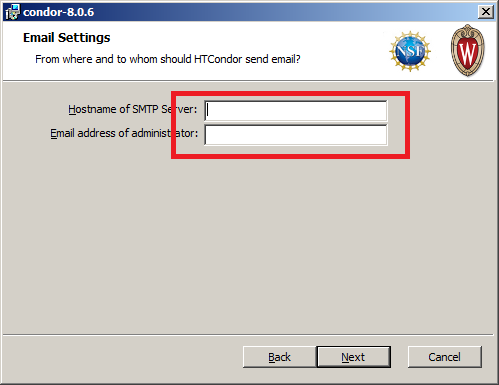 condor-8.0.6
Email Settings
From where and to whom should HTCondor send email?
NSF
W
Hostname of SMTP Server:
Email address of administrator:
Back
Next
Cancel